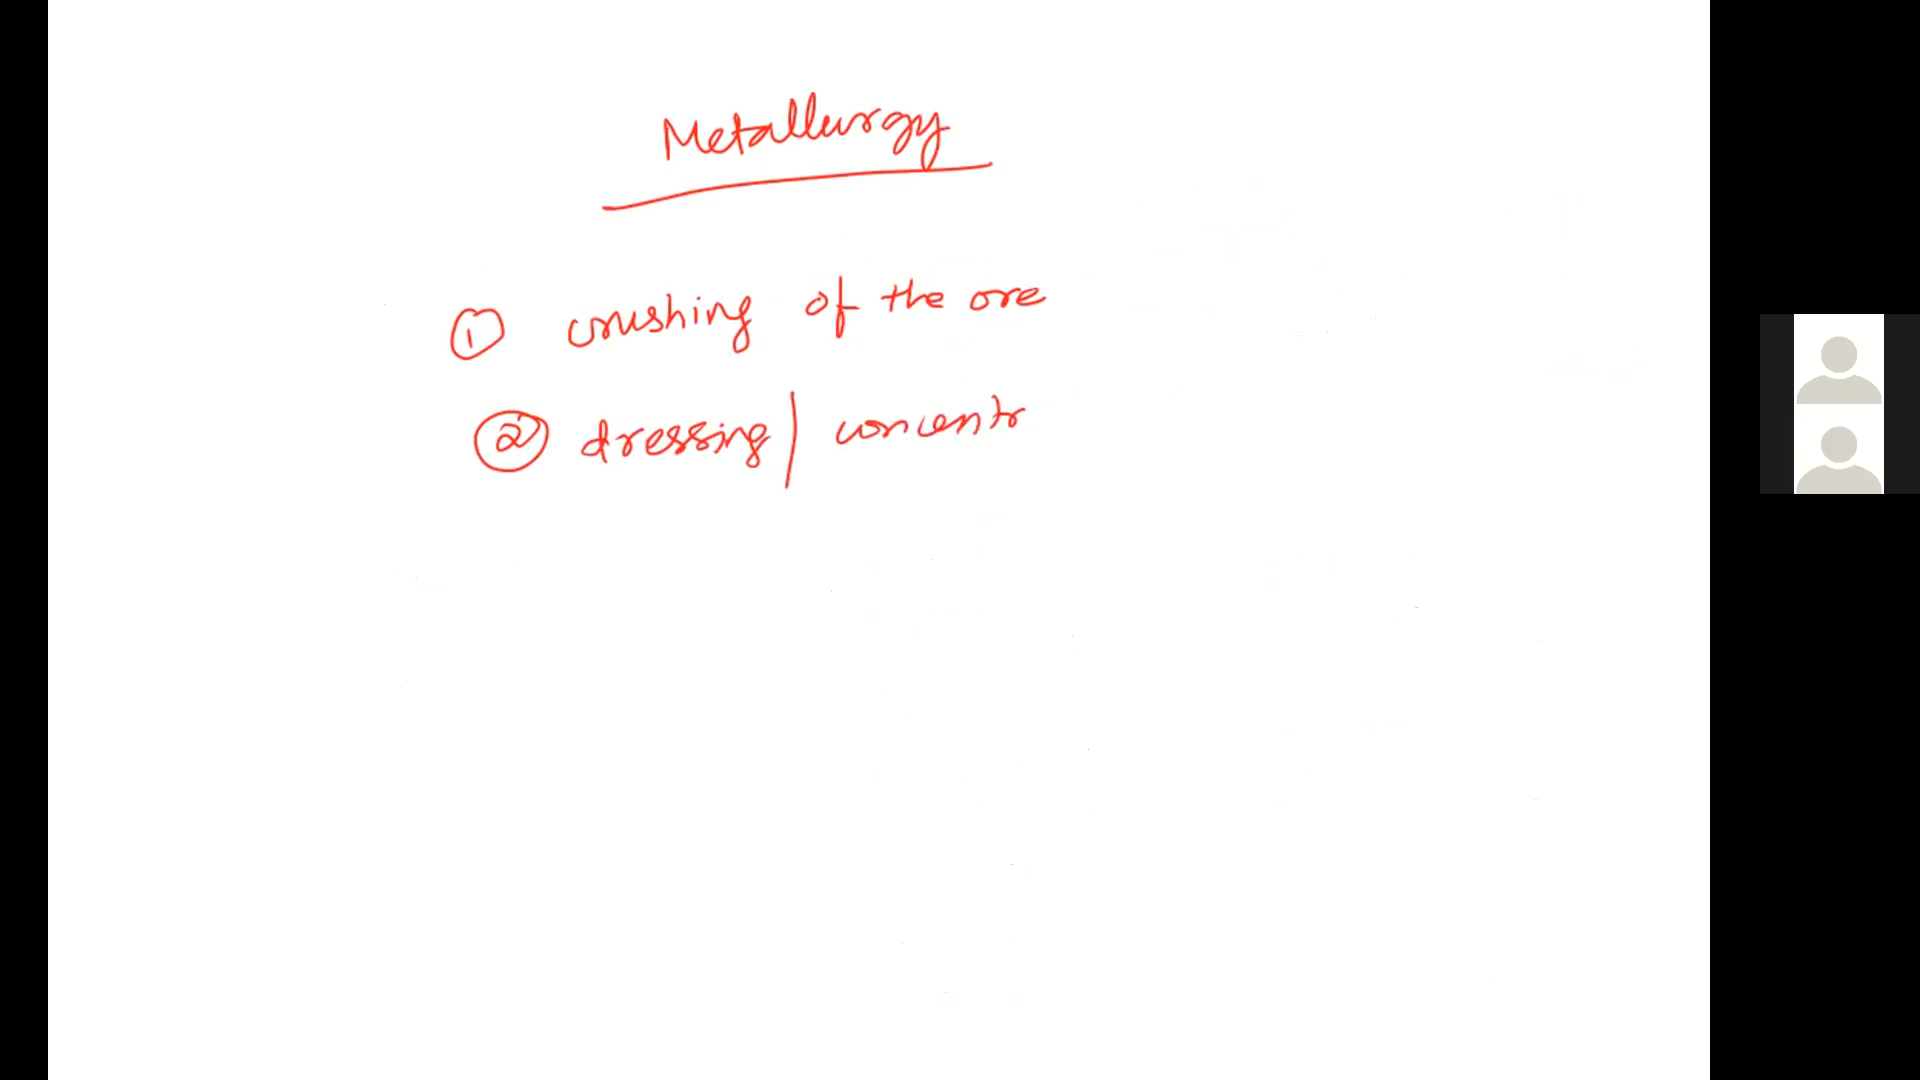 Metallurgy
① crushing of the ore
② dressing / concentr